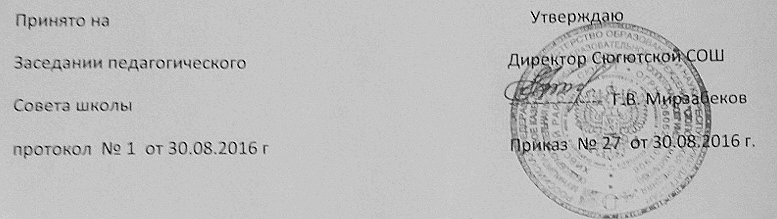 Принято на
Заседании педагогического
Совета школы
протокол № 1 от 30.08.2016 г
Утверждаю
Директор Сюгютской СОШ
Г.В. Мирзабеков
Приказ № 27 от 30.08.2016 г.